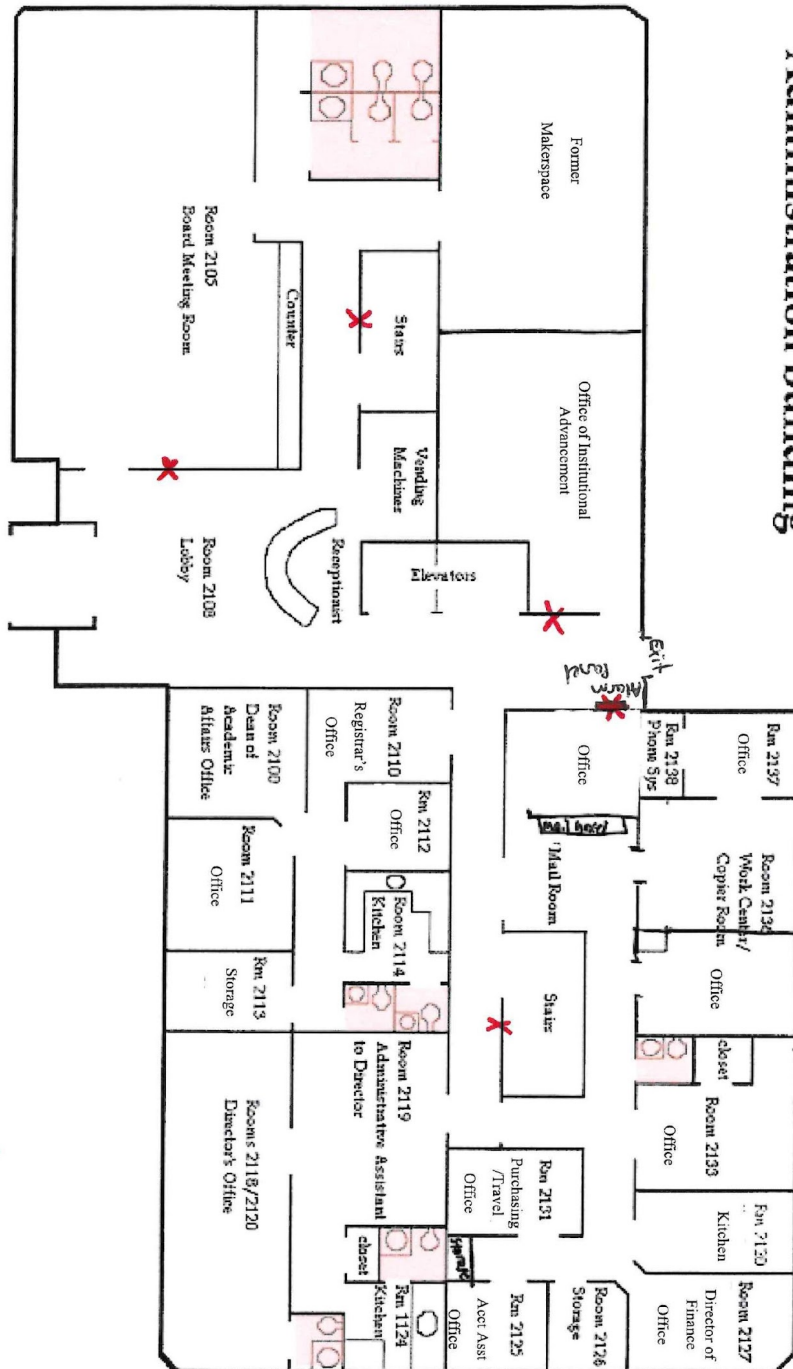 Administration Building
Former
Makerspace
Office of Institutional
Advancement
Exit
Alarm
Panel
Rm 2137
Office
Rm 2138
Phone Sys
Office
Room 2136
Work Center/
Copier Room
Office
closet
Room 2133
Office
Rm 2130
Kitchen
Room 2127
Director of
Finance
Office
Stairs
Vending
Machines
Elevators
Mail Room
Stairs
Rm 2131
Purchasing
/Travel
Office
Storage
Rm 2125
Acct Asst
Office
Room 2126
Storage
Counter
Room 2105
Board Meeting Room
Receptionist
Room 2108
Lobby
Room 2110
Registrar's
Office
Rm 2112
Office
Room 2114
Kitchen
Room 2119
Administrative Assistant
to Director
closet
Rm 1124
Kitchen
Room 2100
Dean of
Academic
Affairs Office
Room 2111
Office
Rm 2113
Storage
Rooms 2118/2120
Director's Office